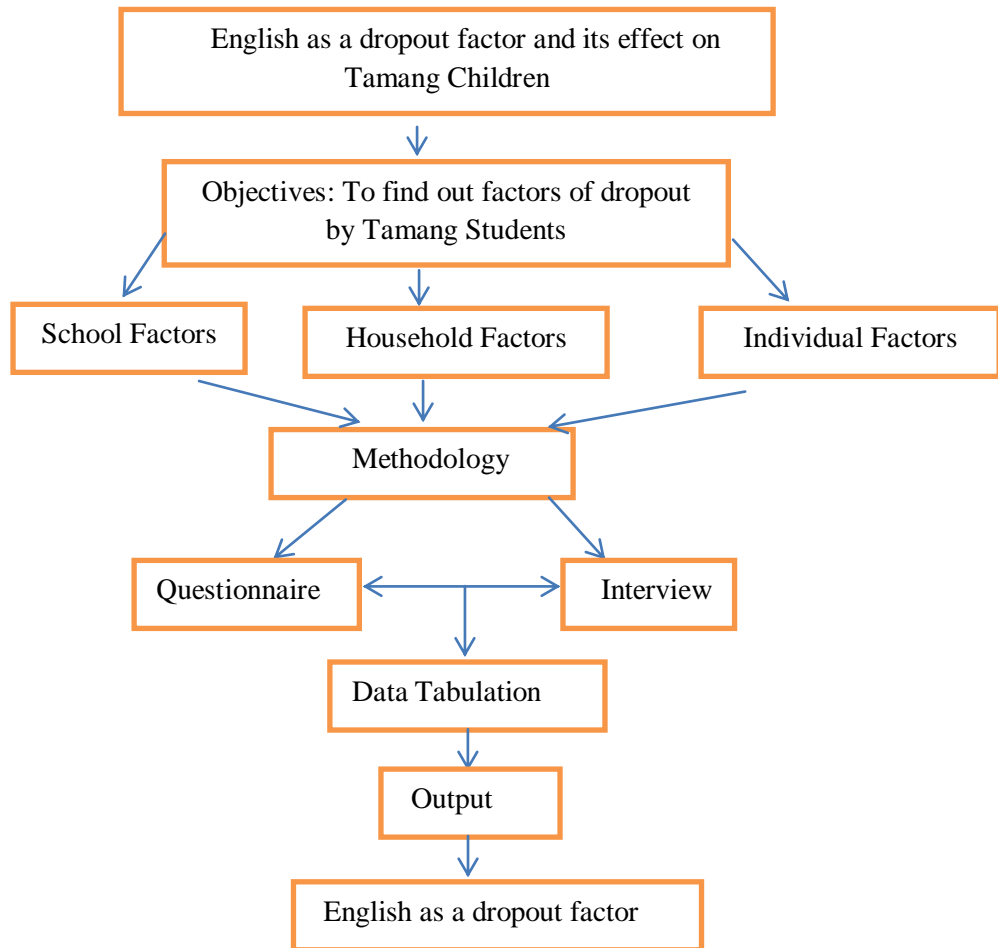 English as a dropout factor and its effect on
Tamang Children
Objectives: To find out factors of dropout
by Tamang Students
School Factors
Household Factors
Individual Factors
Methodology
Questionnaire
Interview
Data Tabulation
Output
English as a dropout factor